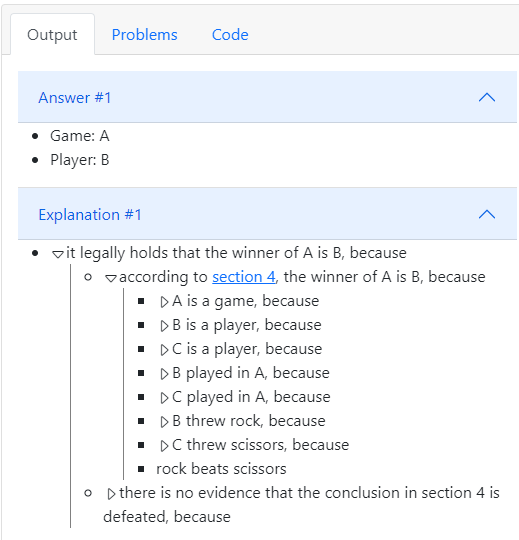 Output Problems Code
Answer #1
Game: A
Player: B
Explanation #1
it legally holds that the winner of A is B, because
according to section 4, the winner of A is B, because
A is a game, because
B is a player, because
C is a player, because
B played in A, because
C played in A, because
B threw rock, because
C threw scissors, because
rock beats scissors
there is no evidence that the conclusion in section 4 is
defeated, because